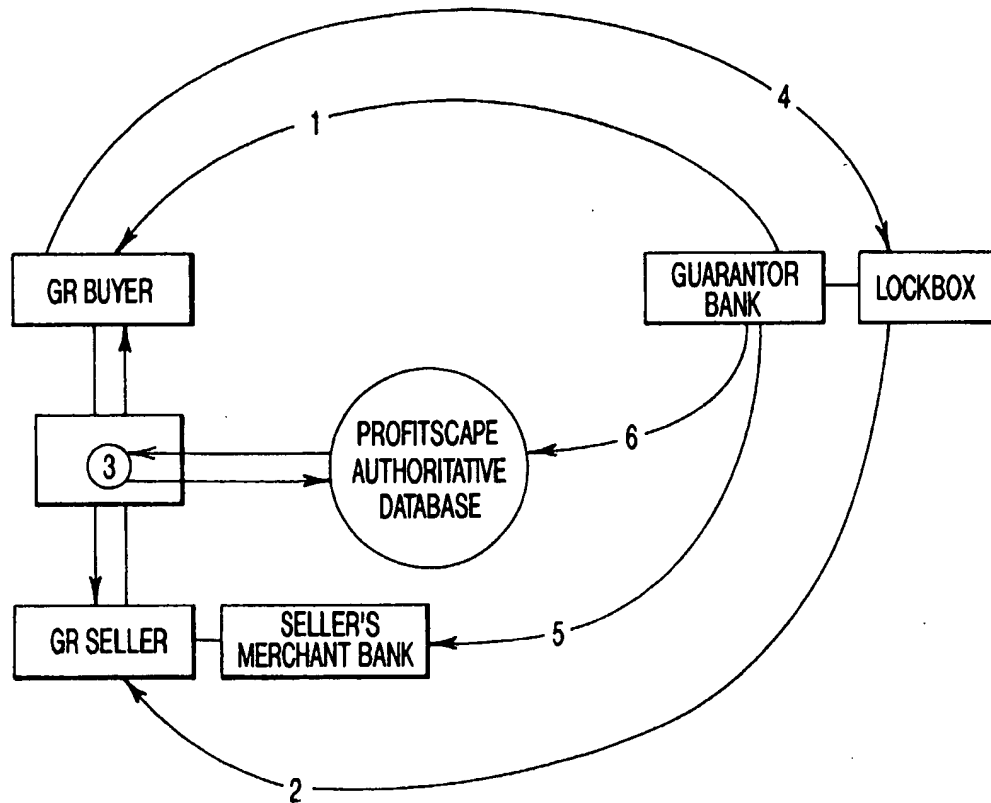 4
1
GR BUYER
GUARANTOR
BANK
LOCKBOX
3
PROFITSCAPE
AUTHORITATIVE
DATABASE
6
GR SELLER
SELLER'S
MERCHANT BANK
5
2